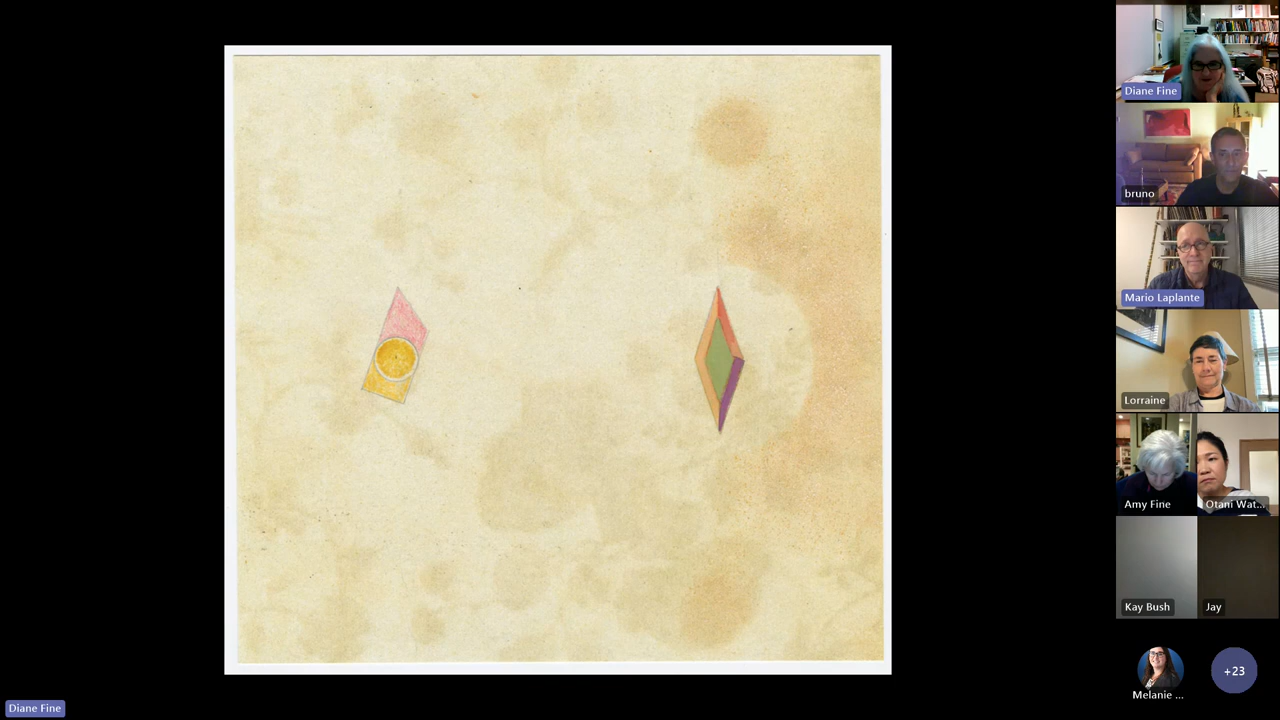 Diane Fine
bruno
Mario Laplante
Lorraine
Amy Fine
Otani Wat...
Kay Bush
Jay
Melanie ...
+23
Diane Fine